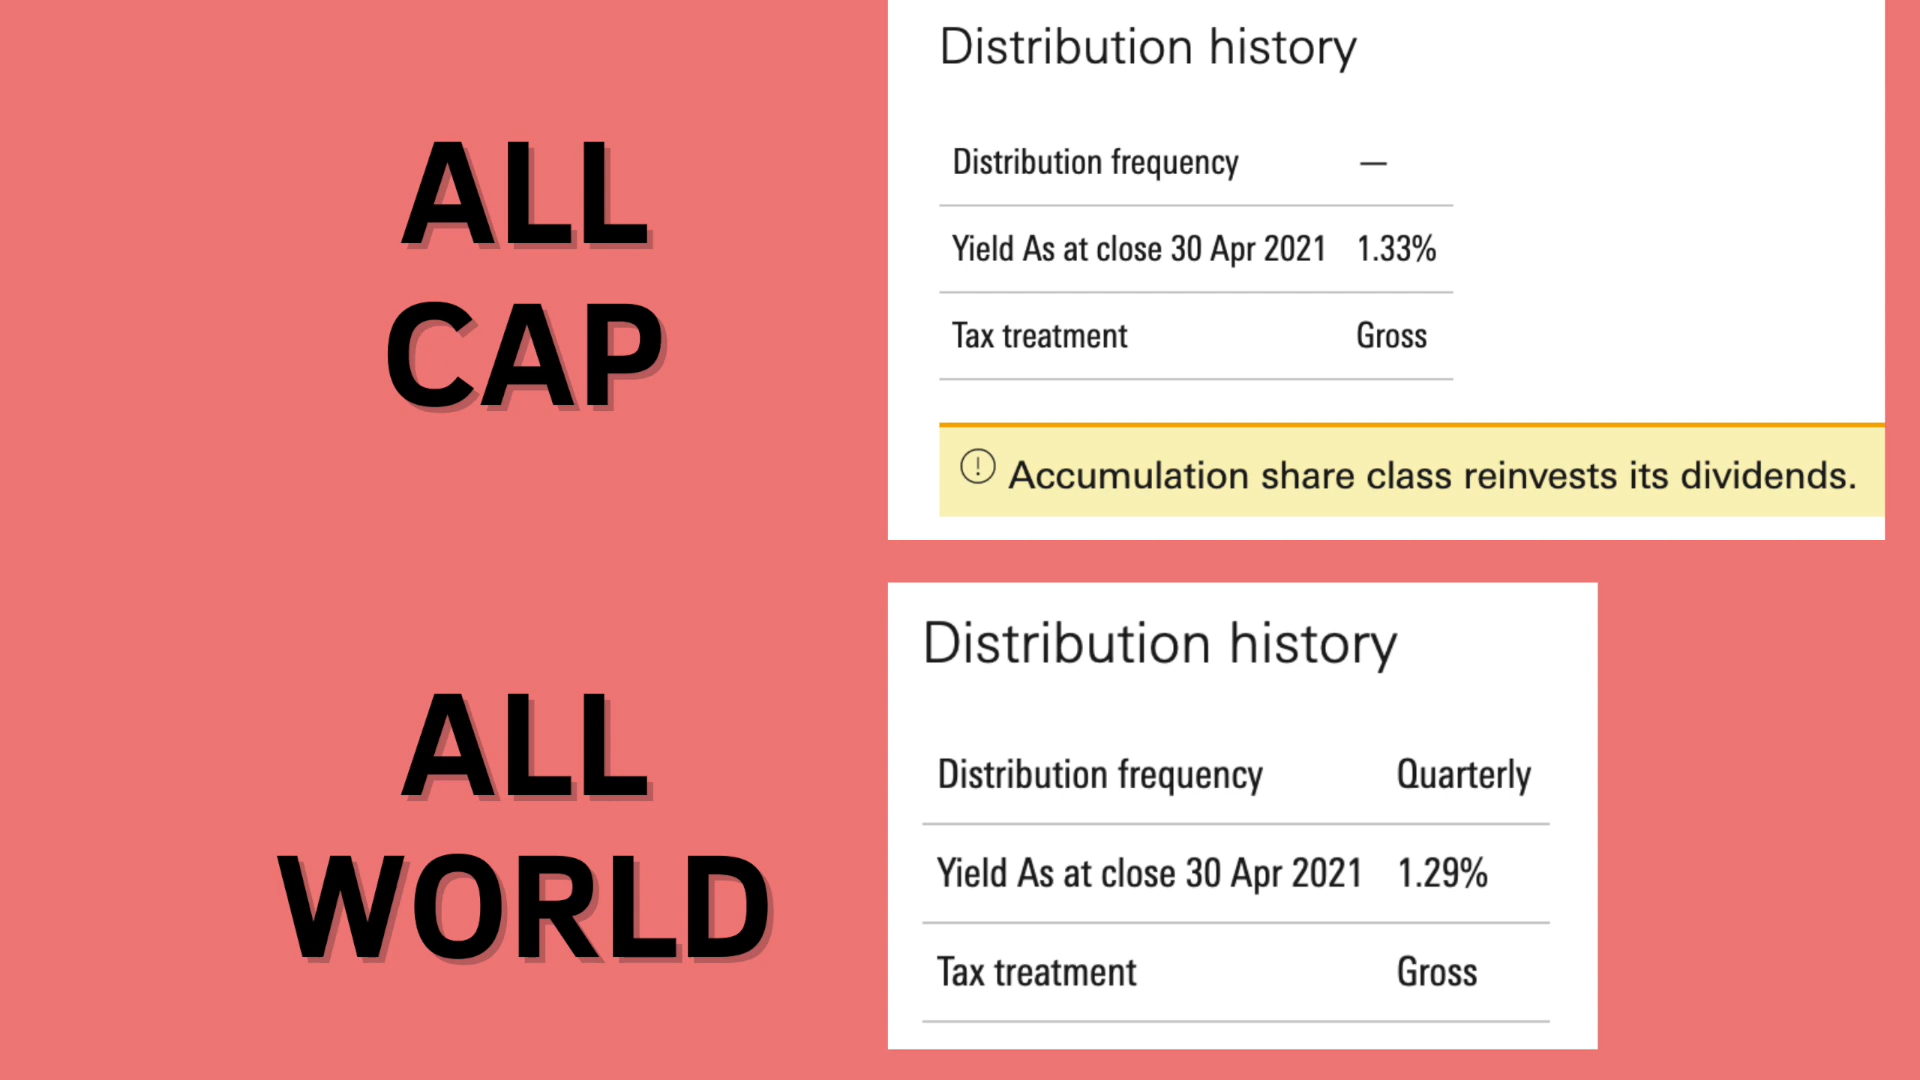 ALL
CAP
Distribution history
Distribution frequency —
Yield As at close 30 Apr 2021 1.33%
Tax treatment Gross
Accumulation share class reinvests its dividends.
ALL
WORLD
Distribution history
Distribution frequency Quarterly
Yield As at close 30 Apr 2021 1.29%
Tax treatment Gross